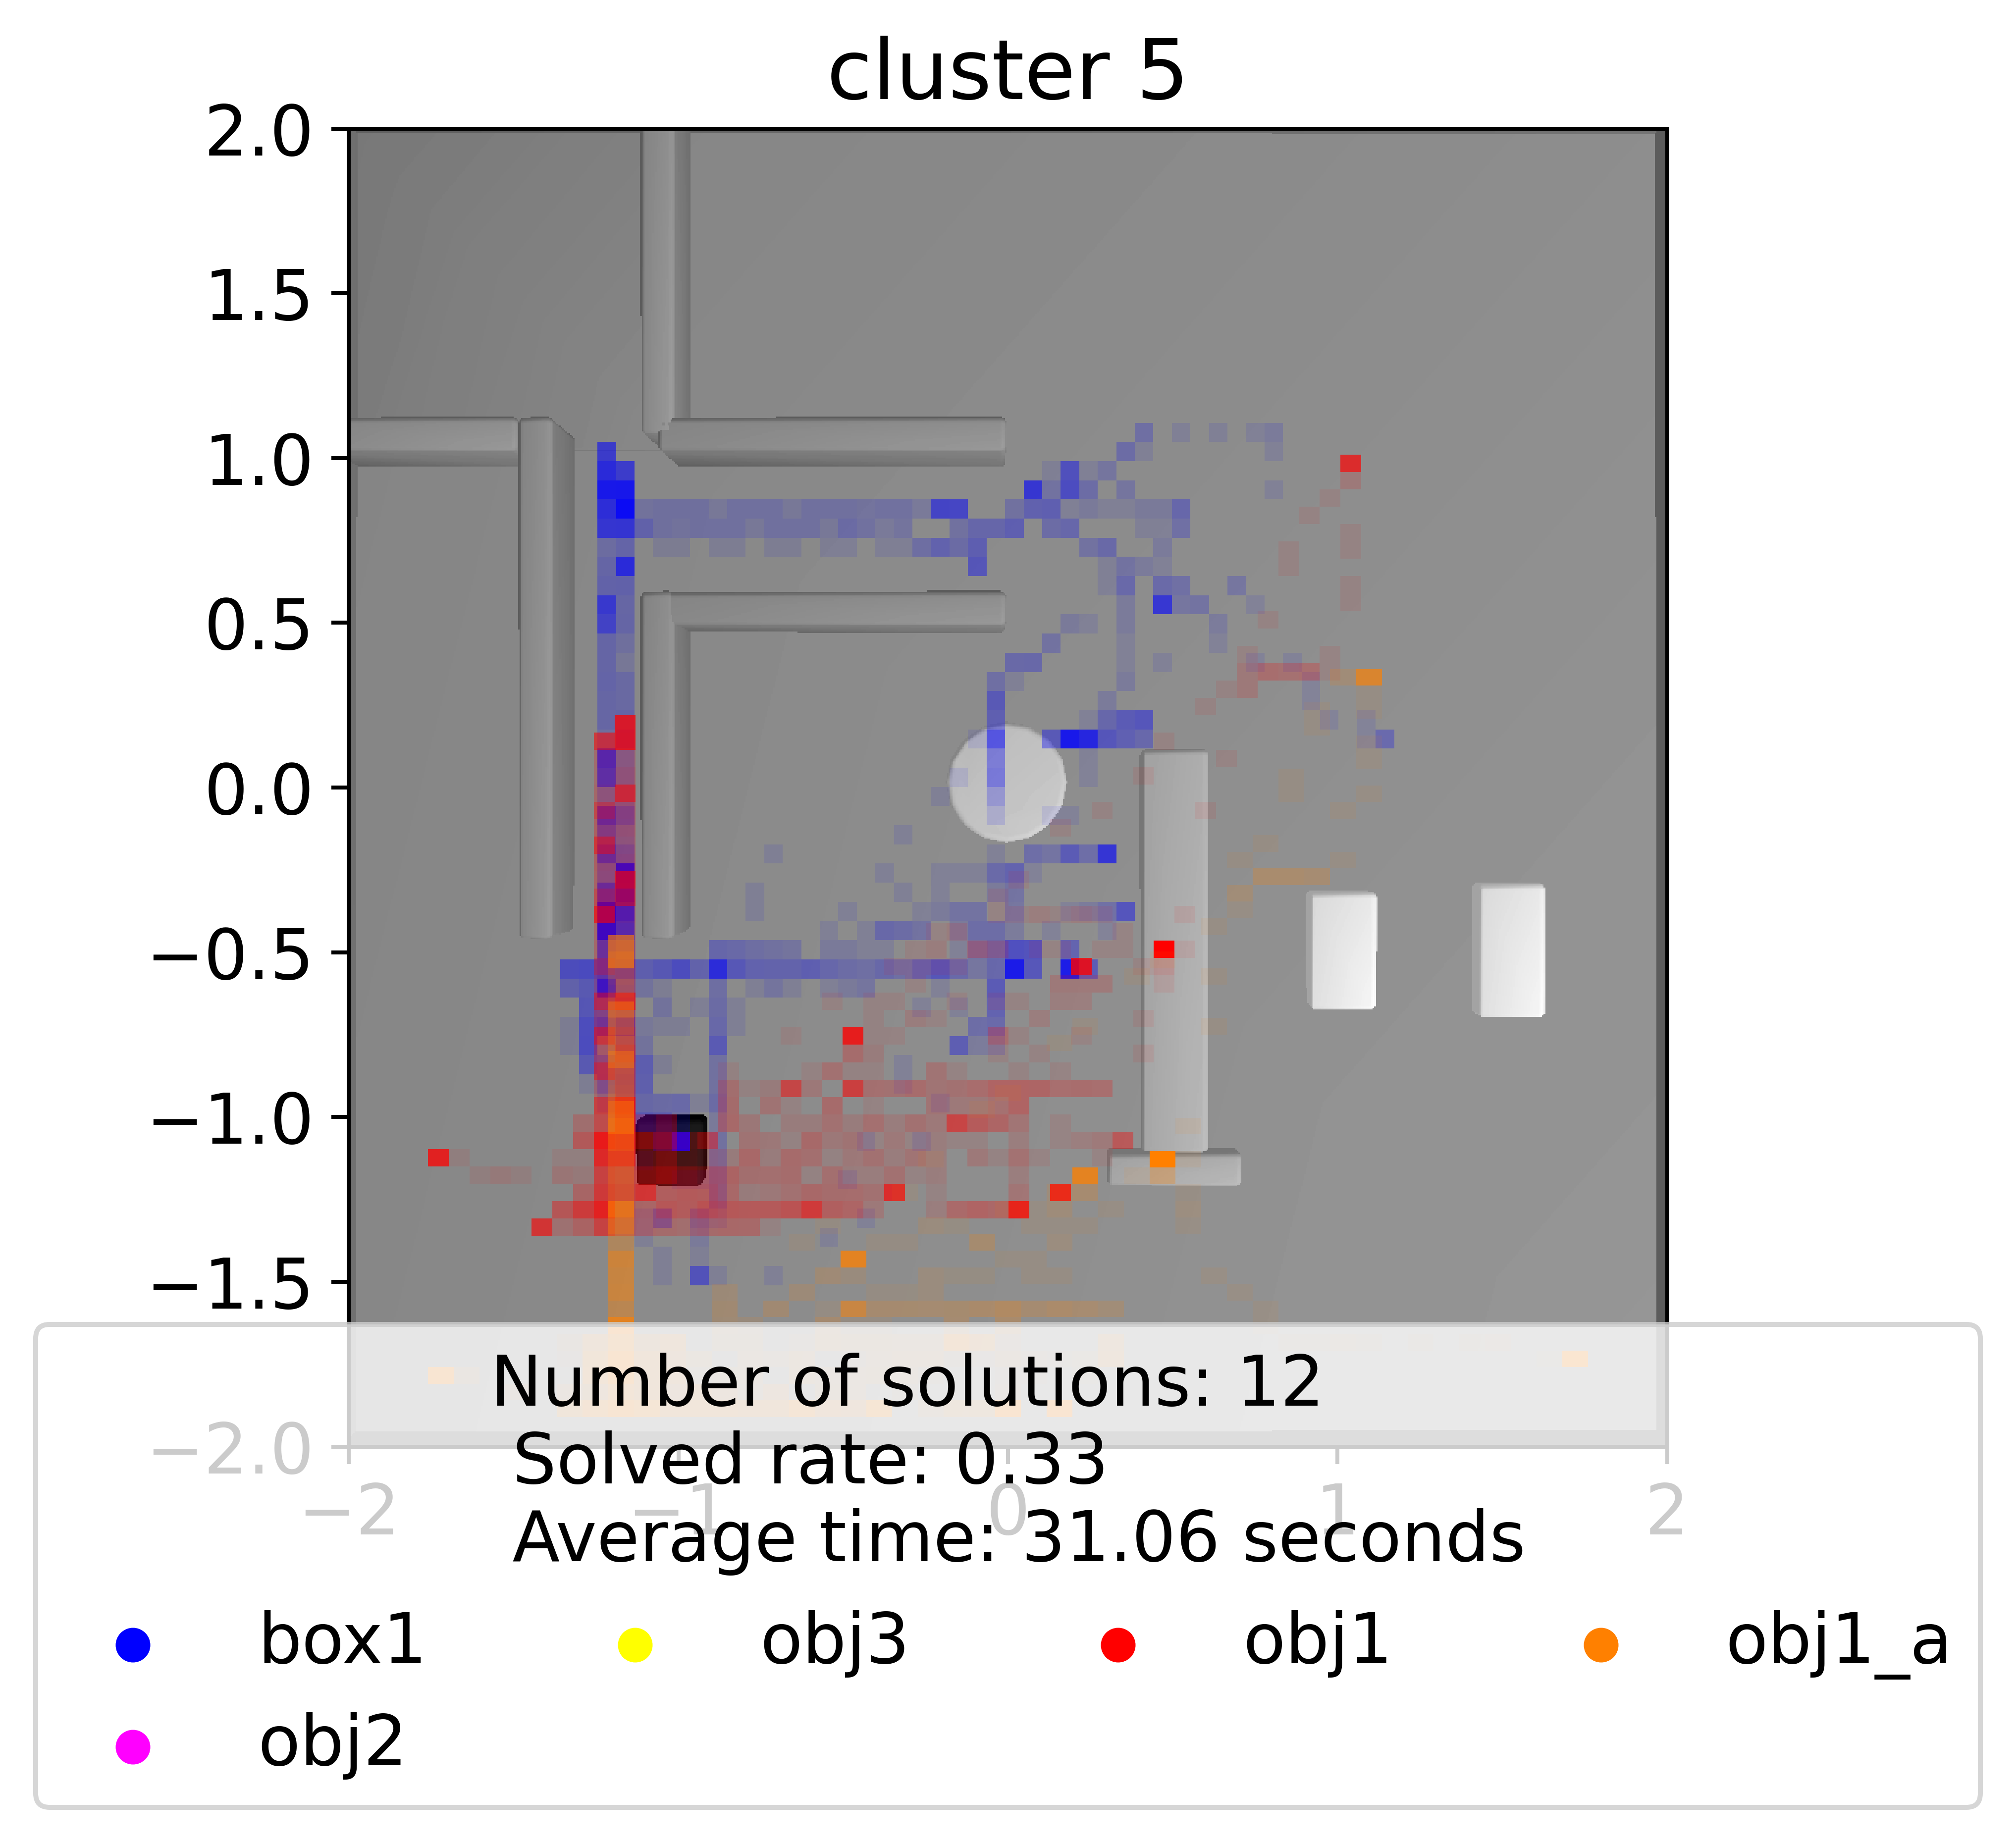 cluster 5
2.0
1.5
1.0
0.5
0.0
−0.5
−1.0
−1.5
−2.0
−2 −1 0 1 2
Number of solutions: 12
Solved rate: 0.33
Average time: 31.06 seconds
box1 obj3 obj1 obj1_a
obj2